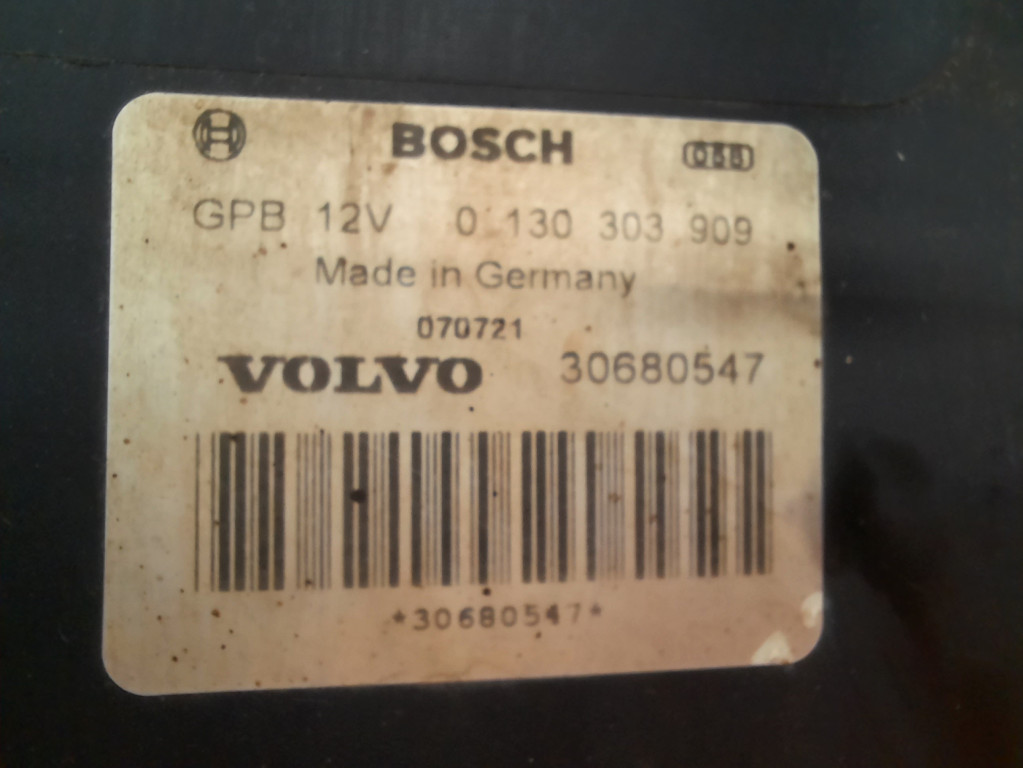 BOSCH
GPB 12V 0 130 303 909
Made in Germany
070721
VOLVO 30680547
*30680547*